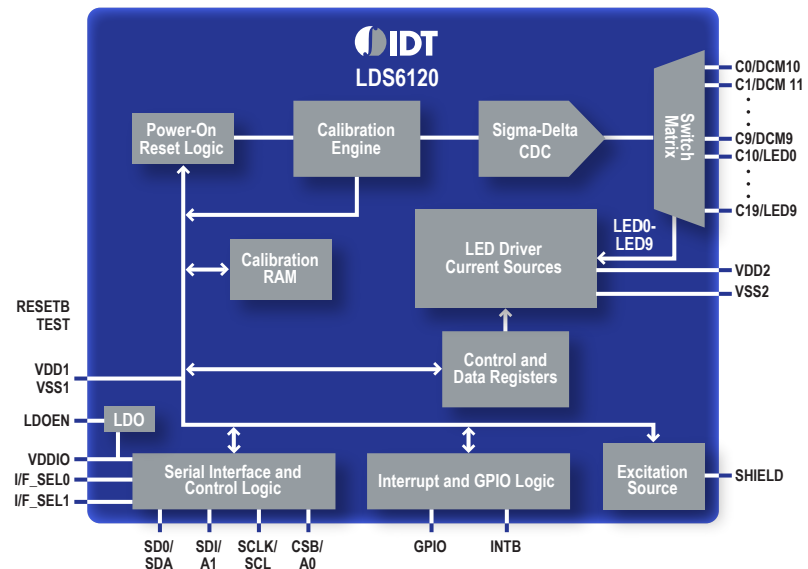 IDT
LDS6120
Power-On
Reset Logic
Calibration
Engine
Sigma-Delta
CDC
Switch
Matrix
C0/DCM10
C1/DCM 11
C9/DCM9
C10/LED0
C19/LED9
LED0-
LED9
Calibration
RAM
LED Driver
Current Sources
VDD2
VSS2
RESETB
TEST
VDD1
VSS1
Control and
Data Registers
LDOEN
LDO
VDDIO
I/F_SEL0
I/F_SEL1
Serial Interface and
Control Logic
Interrupt and GPIO Logic
Excitation
Source
SHIELD
SD0/
SDA
SDI/
A1
SCLK/
SCL
CSB/
A0
GPIO
INTB